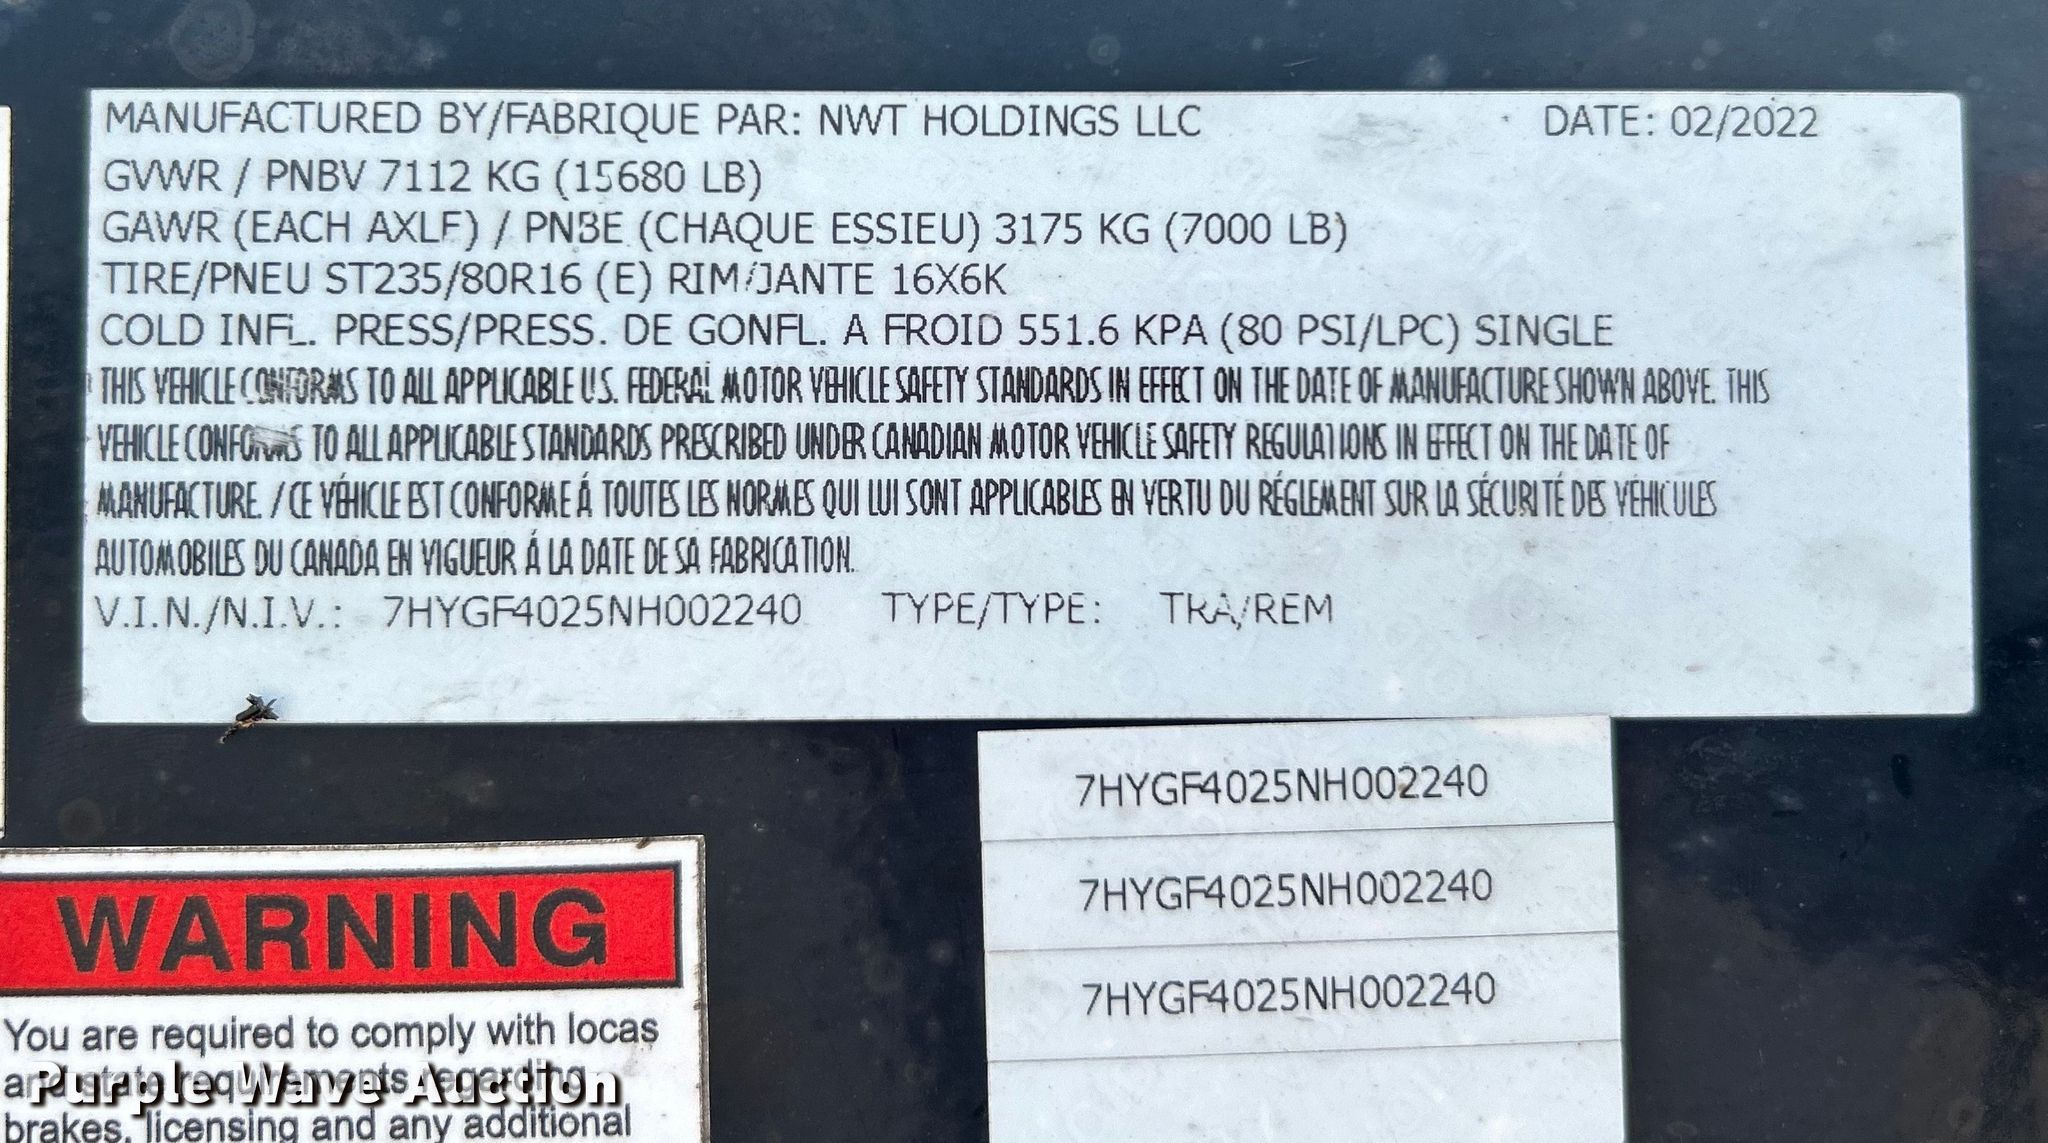 MANUFACTURED BY/FABRIQUE PAR: NWT HOLDINGS LLC DATE: 02/2022
GVWR / PNBV 7112 KG (15680 LB)
GAWR (EACH AXLE) / PNBE (CHAQUE ESSIEU) 3175 KG (7000 LB)
TIRE/PNEU ST235/80R16 (E) RIM/JANTE 16X6K
COLD INFL. PRESS/PRESS. DE GONFL. A FROID 551.6 KPA (80 PSI/LPC) SINGLE
THIS VEHICLE CONFORMS TO ALL APPLICABLE U.S. FEDERAL MOTOR VEHICLE SAFETY STANDARDS IN EFFECT ON THE DATE OF MANUFACTURE SHOWN ABOVE. THIS
VEHICLE CONFORMS TO ALL APPLICABLE STANDARDS PRESCRIBED UNDER CANADIAN MOTOR VEHICLE SAFETY REGULATIONS IN EFFECT ON THE DATE OF
MANUFACTURE. / CE VÉHICLE EST CONFORME Á TOUTES LES NORMES QUI LUI SONT APPLICABLES EN VERTU DU RÉGLEMENT SUR LA SÉCURITÉ DES VÉHICULES
AUTOMOBILES DU CANADA EN VIGUEUR Á LA DATE DE SA FABRICATION.
V.I.N./N.I.V.: 7HYGF4025NH002240 TYPE/TYPE: TRA/REM
7HYGF4025NH002240
7HYGF4025NH002240
7HYGF4025NH002240
WARNING
You are required to comply with locas
and state requirements regarding
brakes, licensing and any additional
Purple Wave Auction